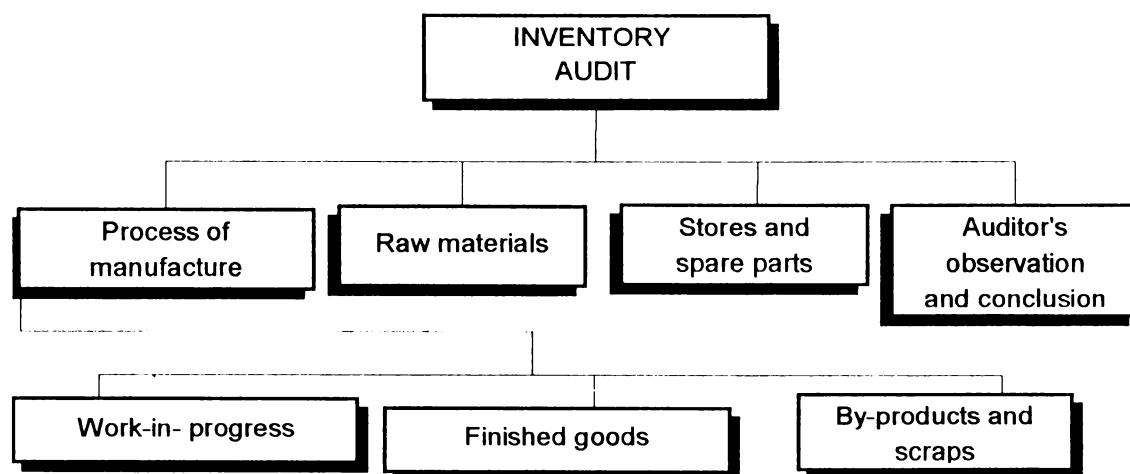 INVENTORY
AUDIT
Process of
manufacture
Raw materials
Stores and
spare parts
Auditor's
observation
and conclusion
Work-in- progress
Finished goods
By-products and
scraps